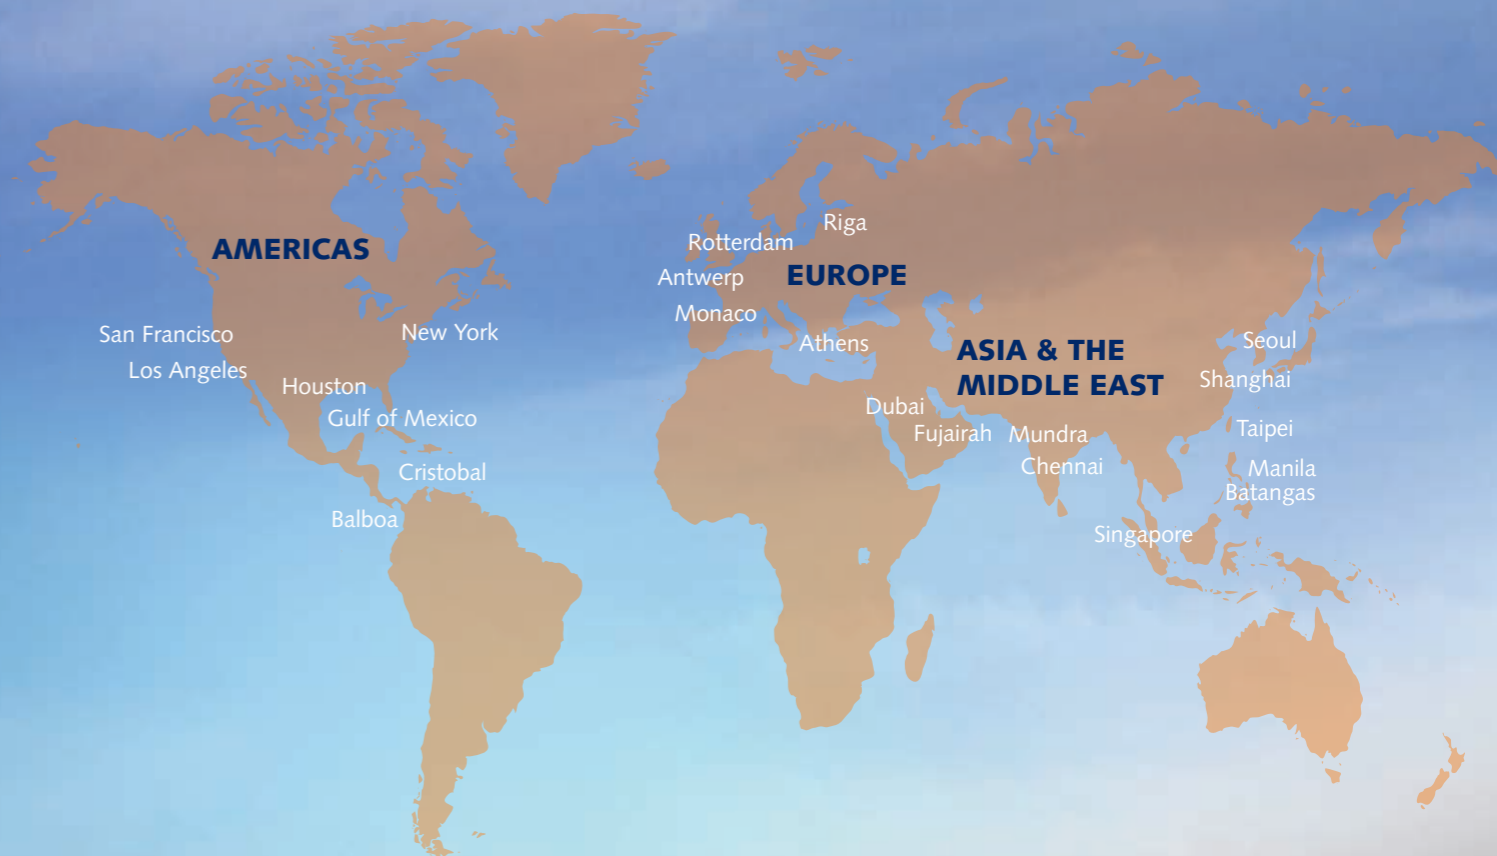 AMERICAS
San Francisco
New York
Los Angeles
Houston
Gulf of Mexico
Cristobal
Balboa
Riga
Rotterdam
EUROPE
Antwerp
Monaco
Athens
ASIA & THE
MIDDLE EAST
Seoul
Shanghai
Dubai
Fujairah
Mundra
Taipei
Chennai
Manila
Batangas
Singapore